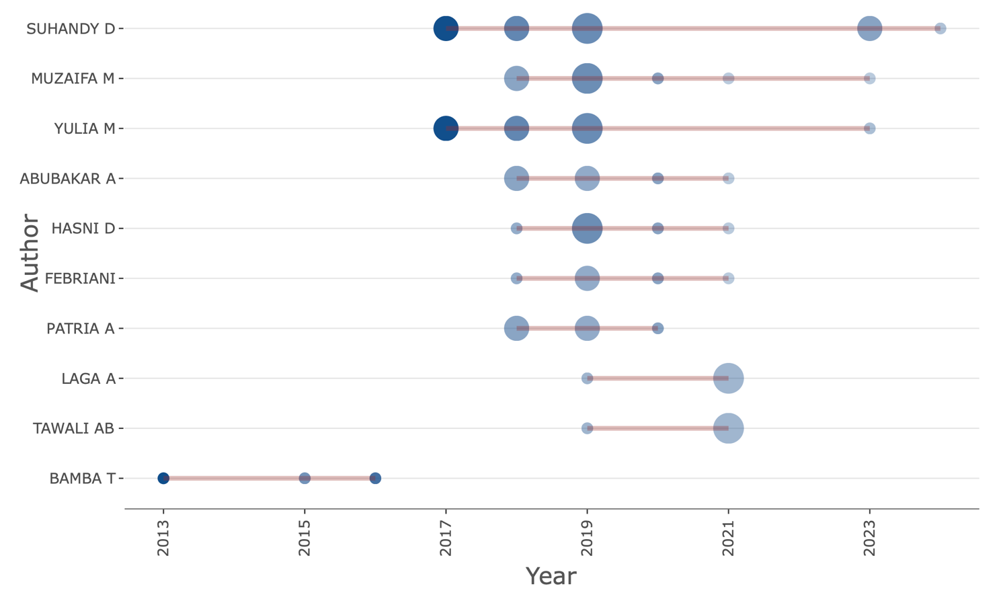 SUHANDY D
MUZAIFA M
YULIA M
ABUBAKAR A
HASNI D
FEBRIANI
PATRIA A
LAGA A
TAWALI AB
BAMBA T
Author
2013
2015
2017
2019
2021
2023
Year